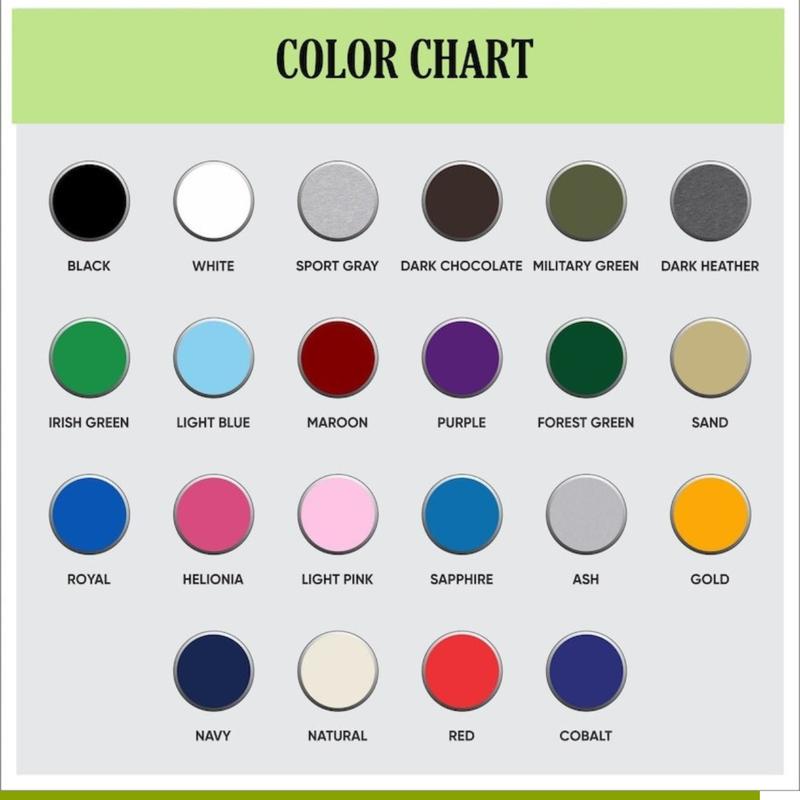 COLOR CHART
BLACK WHITE SPORT GRAY DARK CHOCOLATE MILITARY GREEN DARK HEATHER
IRISH GREEN LIGHT BLUE MAROON PURPLE FOREST GREEN SAND
ROYAL HELIONIA LIGHT PINK SAPPHIRE ASH GOLD
NAVY NATURAL RED COBALT